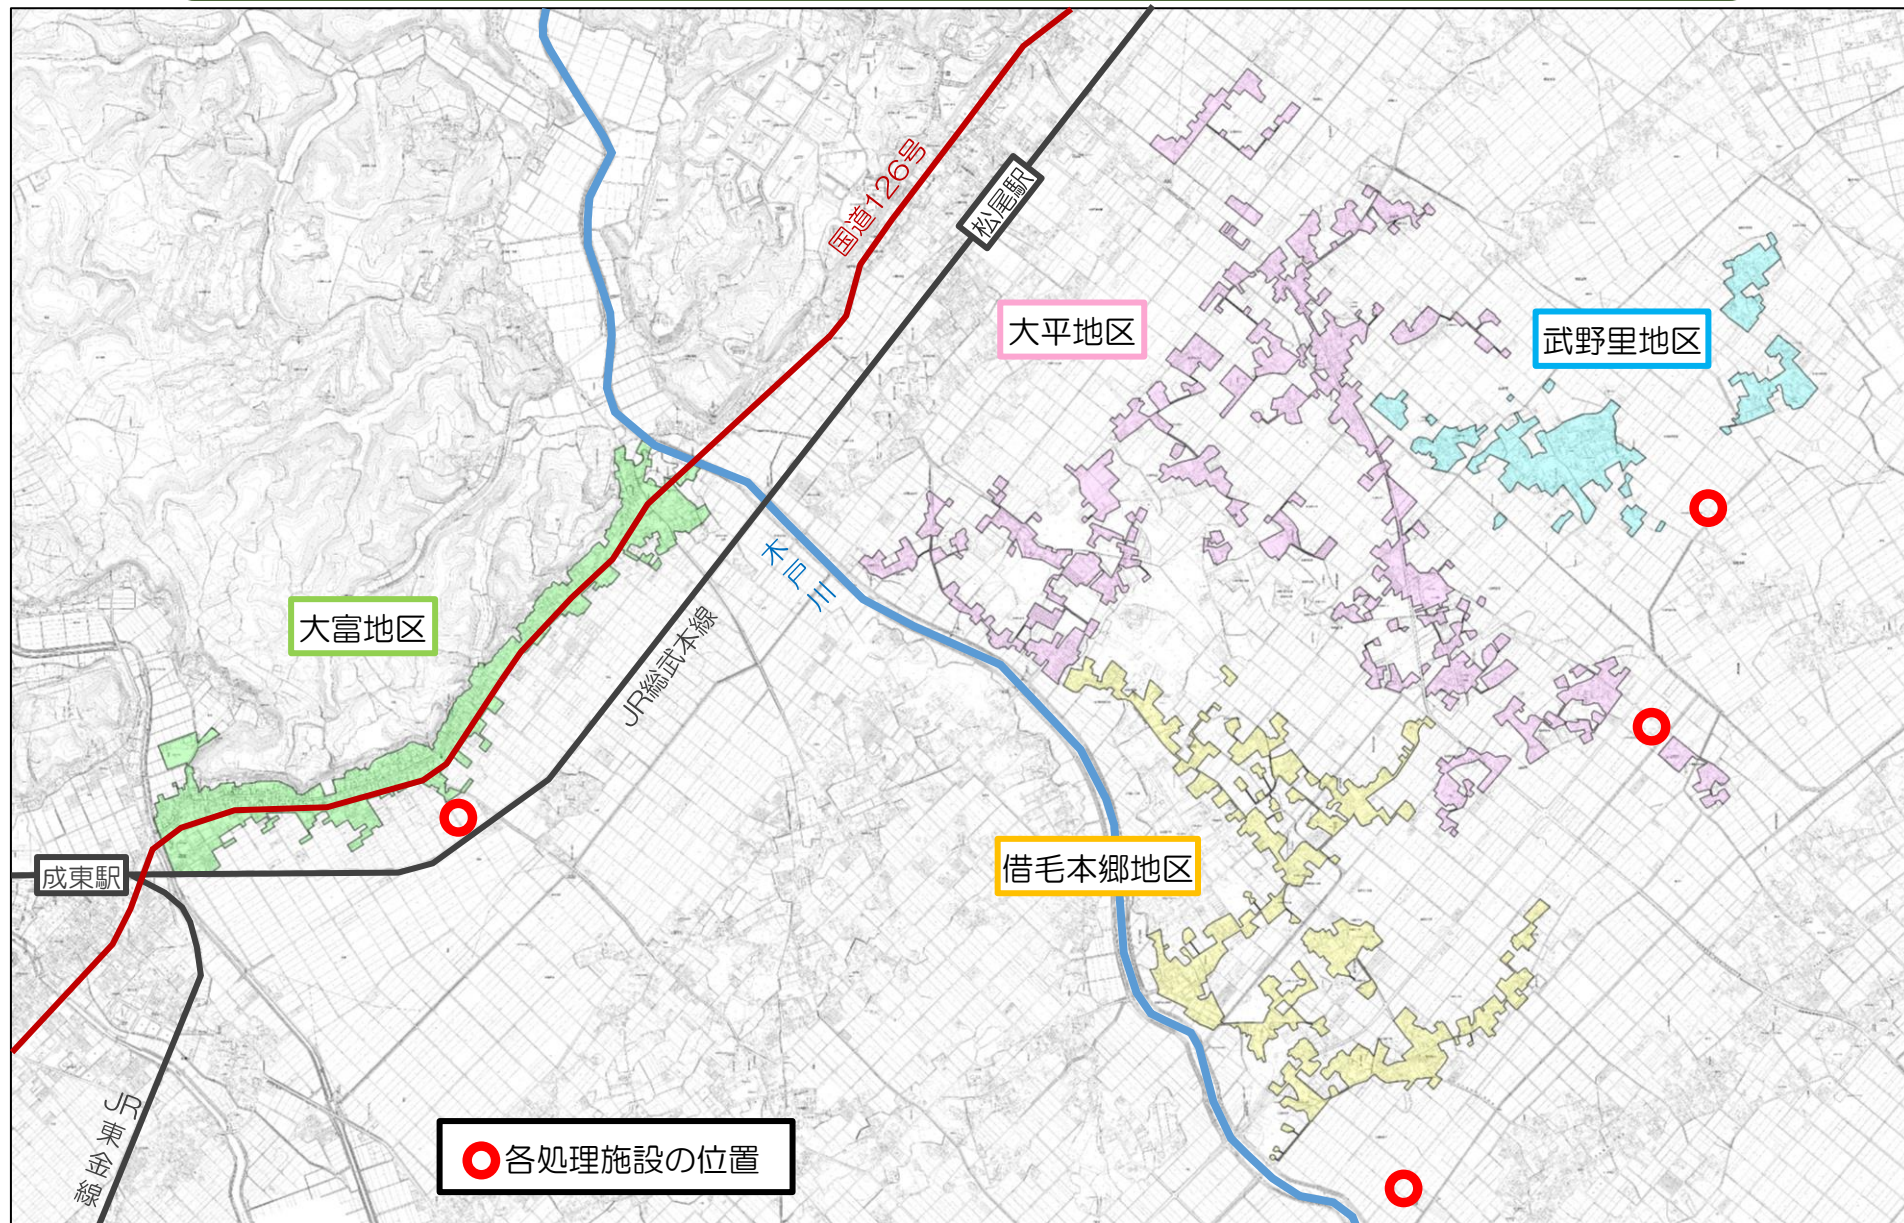 国道126号
松尾駅
大平地区
武野里地区
木戸川
大富地区
JR総武本線
借毛本郷地区
成東駅
JR東金線
各処理施設の位置